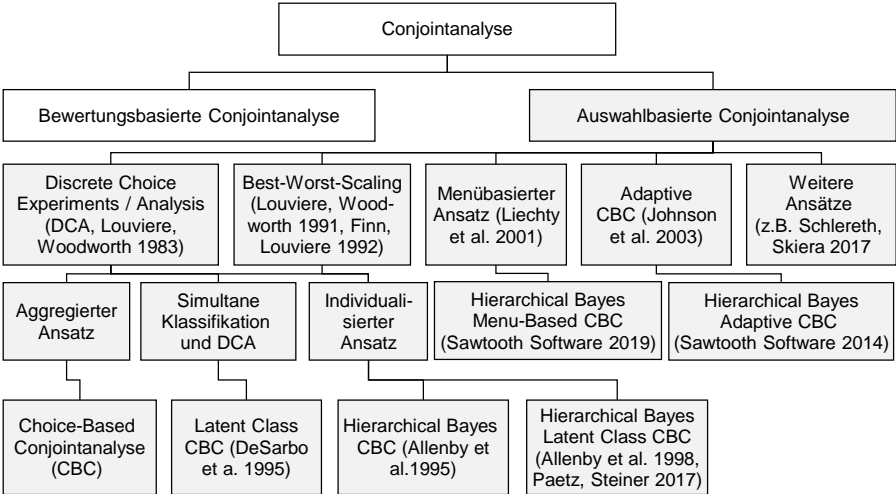 Conjointanalyse
Bewertungsbasierte Conjointanalyse
Auswahlbasierte Conjointanalyse
Discrete Choice
Experiments / Analysis
(DCA, Louviere,
Woodworth 1983)
Best-Worst-Scaling
(Louviere, Wood-
worth 1991, Finn,
Louviere 1992)
Menübasierter
Ansatz (Liechty
et al. 2001)
Adaptive
CBC (Johnson
et al. 2003)
Weitere
Ansätze
(z.B. Schlereth,
Skiera 2017
Aggregierter
Ansatz
Simultane
Klassifikation
und DCA
Individuali-
sierter
Ansatz
Hierarchical Bayes
Menu-Based CBC
(Sawtooth Software 2019)
Hierarchical Bayes
Adaptive CBC
(Sawtooth Software 2014)
Choice-Based
Conjointanalyse
(CBC)
Latent Class
CBC (DeSarbo
et a. 1995)
Hierarchical Bayes
CBC (Allenby et
al.1995)
Hierarchical Bayes
Latent Class CBC
(Allenby et al. 1998,
Paetz, Steiner 2017)